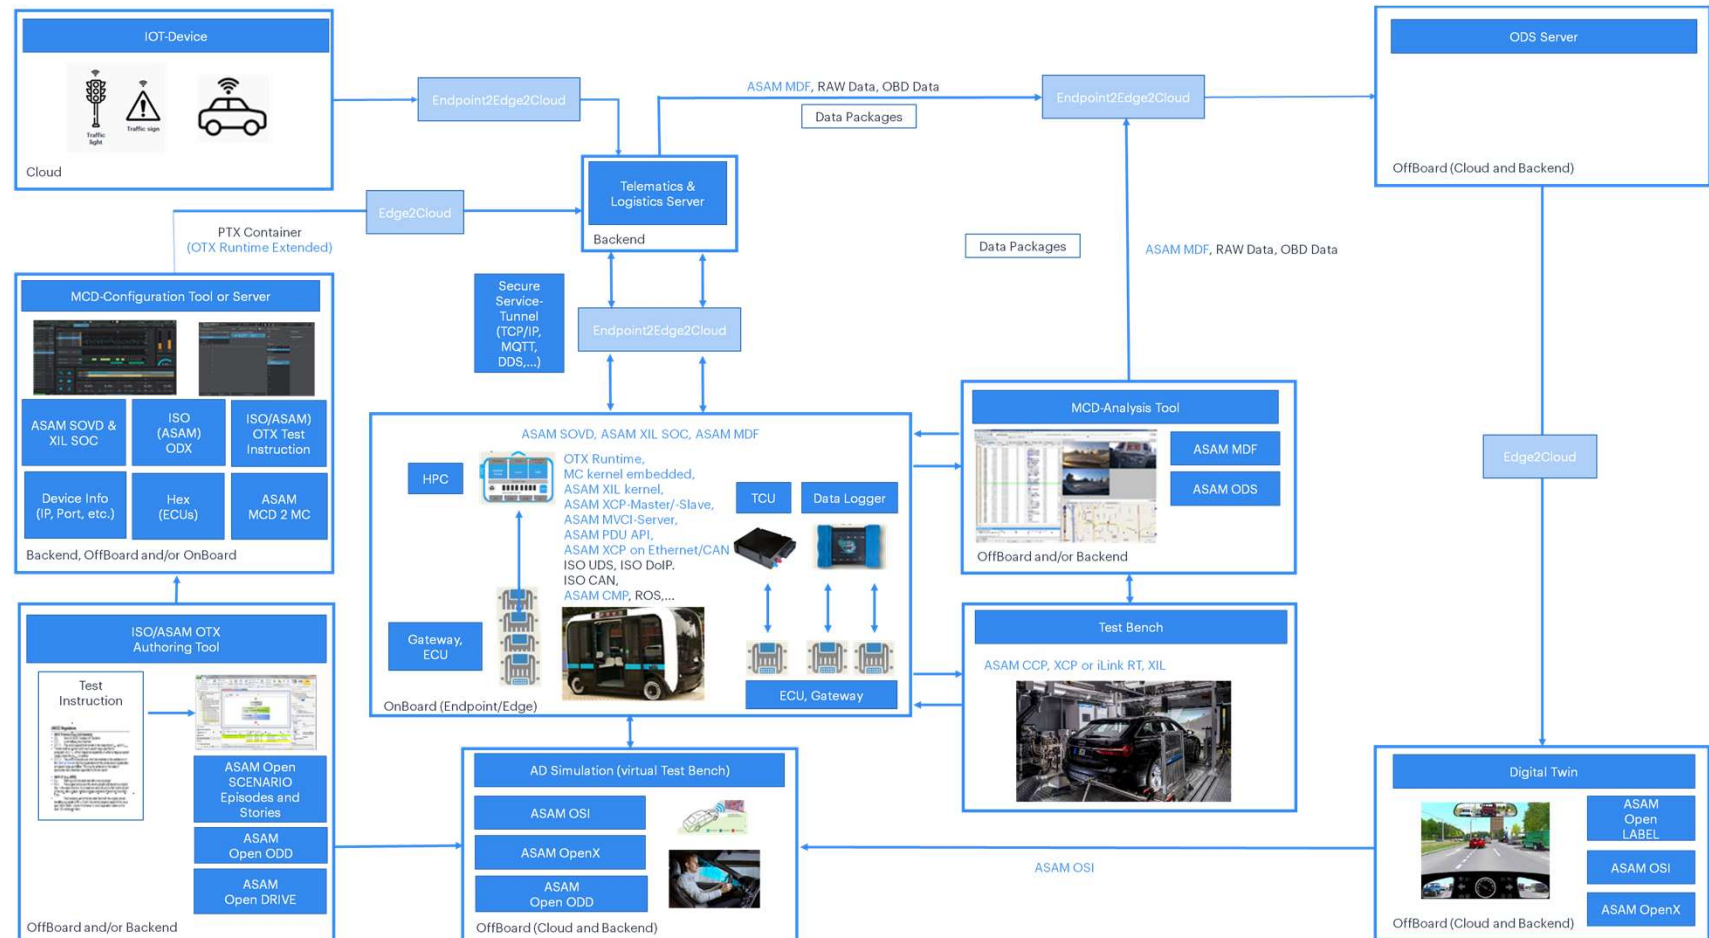 IOT-Device
Traffic
light
Traffic sign
Cloud
Endpoint2Edge2Cloud
ASAM MDF, RAW Data, OBD Data
Data Packages
Endpoint2Edge2Cloud
ODS Server
OffBoard (Cloud and Backend)
Telematics &
Logistics Server
Backend
Edge2Cloud
PTX Container
(OTX Runtime Extended)
Data Packages
ASAM MDF, RAW Data, OBD Data
MCD-Configuration Tool or Server
ASAM SOVD &
XIL SOC
ISO
(ASAM)
ODX
ISO/ASAM)
OTX Test
Instruction
Device Info
(IP, Port, etc.)
Hex
(ECUs)
ASAM
MCD 2 MC
Backend, OffBoard and/or OnBoard
Secure
Service-
Tunnel
(TCP/IP,
MQTT,
DDS,...)
Endpoint2Edge2Cloud
ASAM SOVD, ASAM XIL SOC, ASAM MDF
HPC
OTX Runtime,
MC kernel embedded,
ASAM XIL kernel,
ASAM XCP-Master/-Slave,
ASAM MVCI-Server,
ASAM PDU API,
ASAM XCP on Ethernet/CAN
ISO UDS, ISO DoIP.
ISO CAN,
ASAM CMP, ROS,...
TCU
Data Logger
Gateway,
ECU
ECU, Gateway
OnBoard (Endpoint/Edge)
MCD-Analysis Tool
ASAM MDF
ASAM ODS
OffBoard and/or Backend
Edge2Cloud
Test Bench
ASAM CCP, XCP or iLink RT, XIL
ISO/ASAM OTX
Authoring Tool
Test
Instruction
ASAM Open
SCENARIO
Episodes and
Stories
ASAM
Open ODD
ASAM
Open DRIVE
OffBoard and/or Backend
AD Simulation (virtual Test Bench)
ASAM OSI
ASAM OpenX
ASAM
Open ODD
OffBoard (Cloud and Backend)
ASAM OSI
Digital Twin
ASAM
Open
LABEL
ASAM OSI
ASAM OpenX
OffBoard (Cloud and Backend)